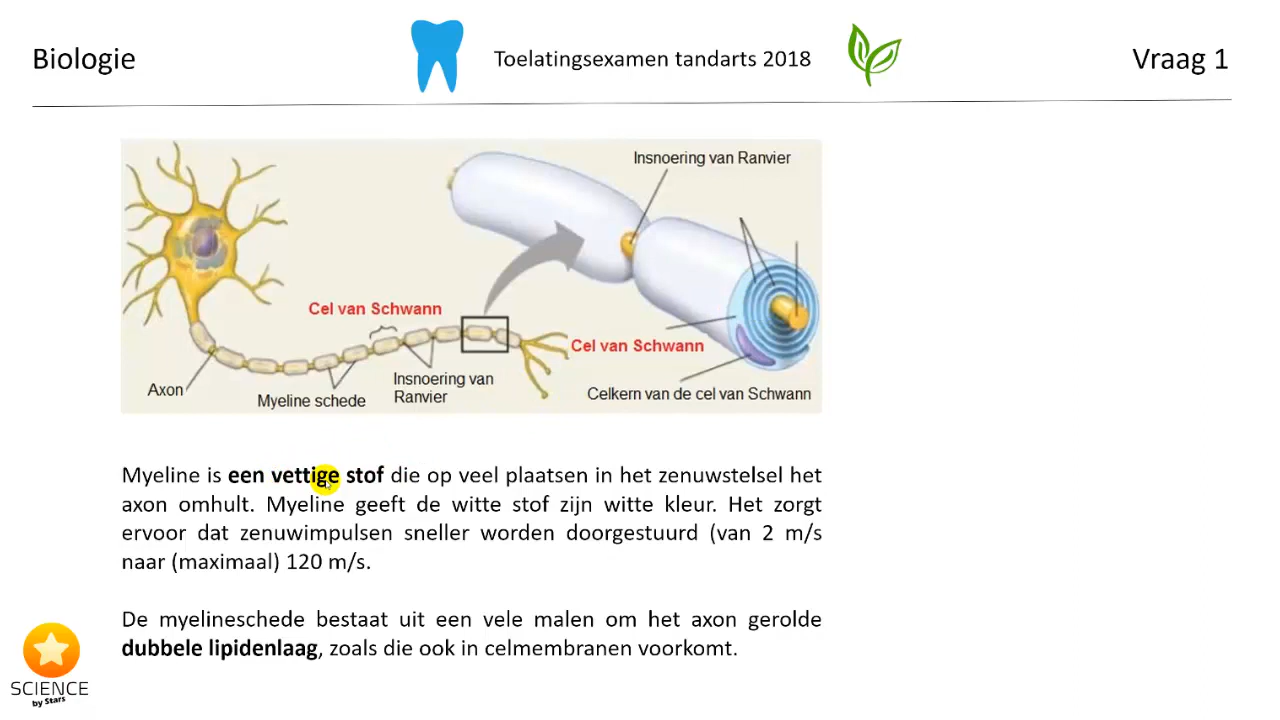 Biologie
Toelatingsexamen tandarts 2018
Vraag 1
Insnoering van Ranvier
Cel van Schwann
Cel van Schwann
Axon
Myeline schede
Insnoering van
Ranvier
Celkern van de cel van Schwann
Myeline is een vettige stof die op veel plaatsen in het zenuwstelsel het
axon omhult. Myeline geeft de witte stof zijn witte kleur. Het zorgt
ervoor dat zenuwimpulsen sneller worden doorgestuurd (van 2 m/s
naar (maximaal) 120 m/s.
De myelineschede bestaat uit een vele malen om het axon gerolde
dubbele lipidenlaag, zoals die ook in celmembranen voorkomt.
SCIENCE
by Stars